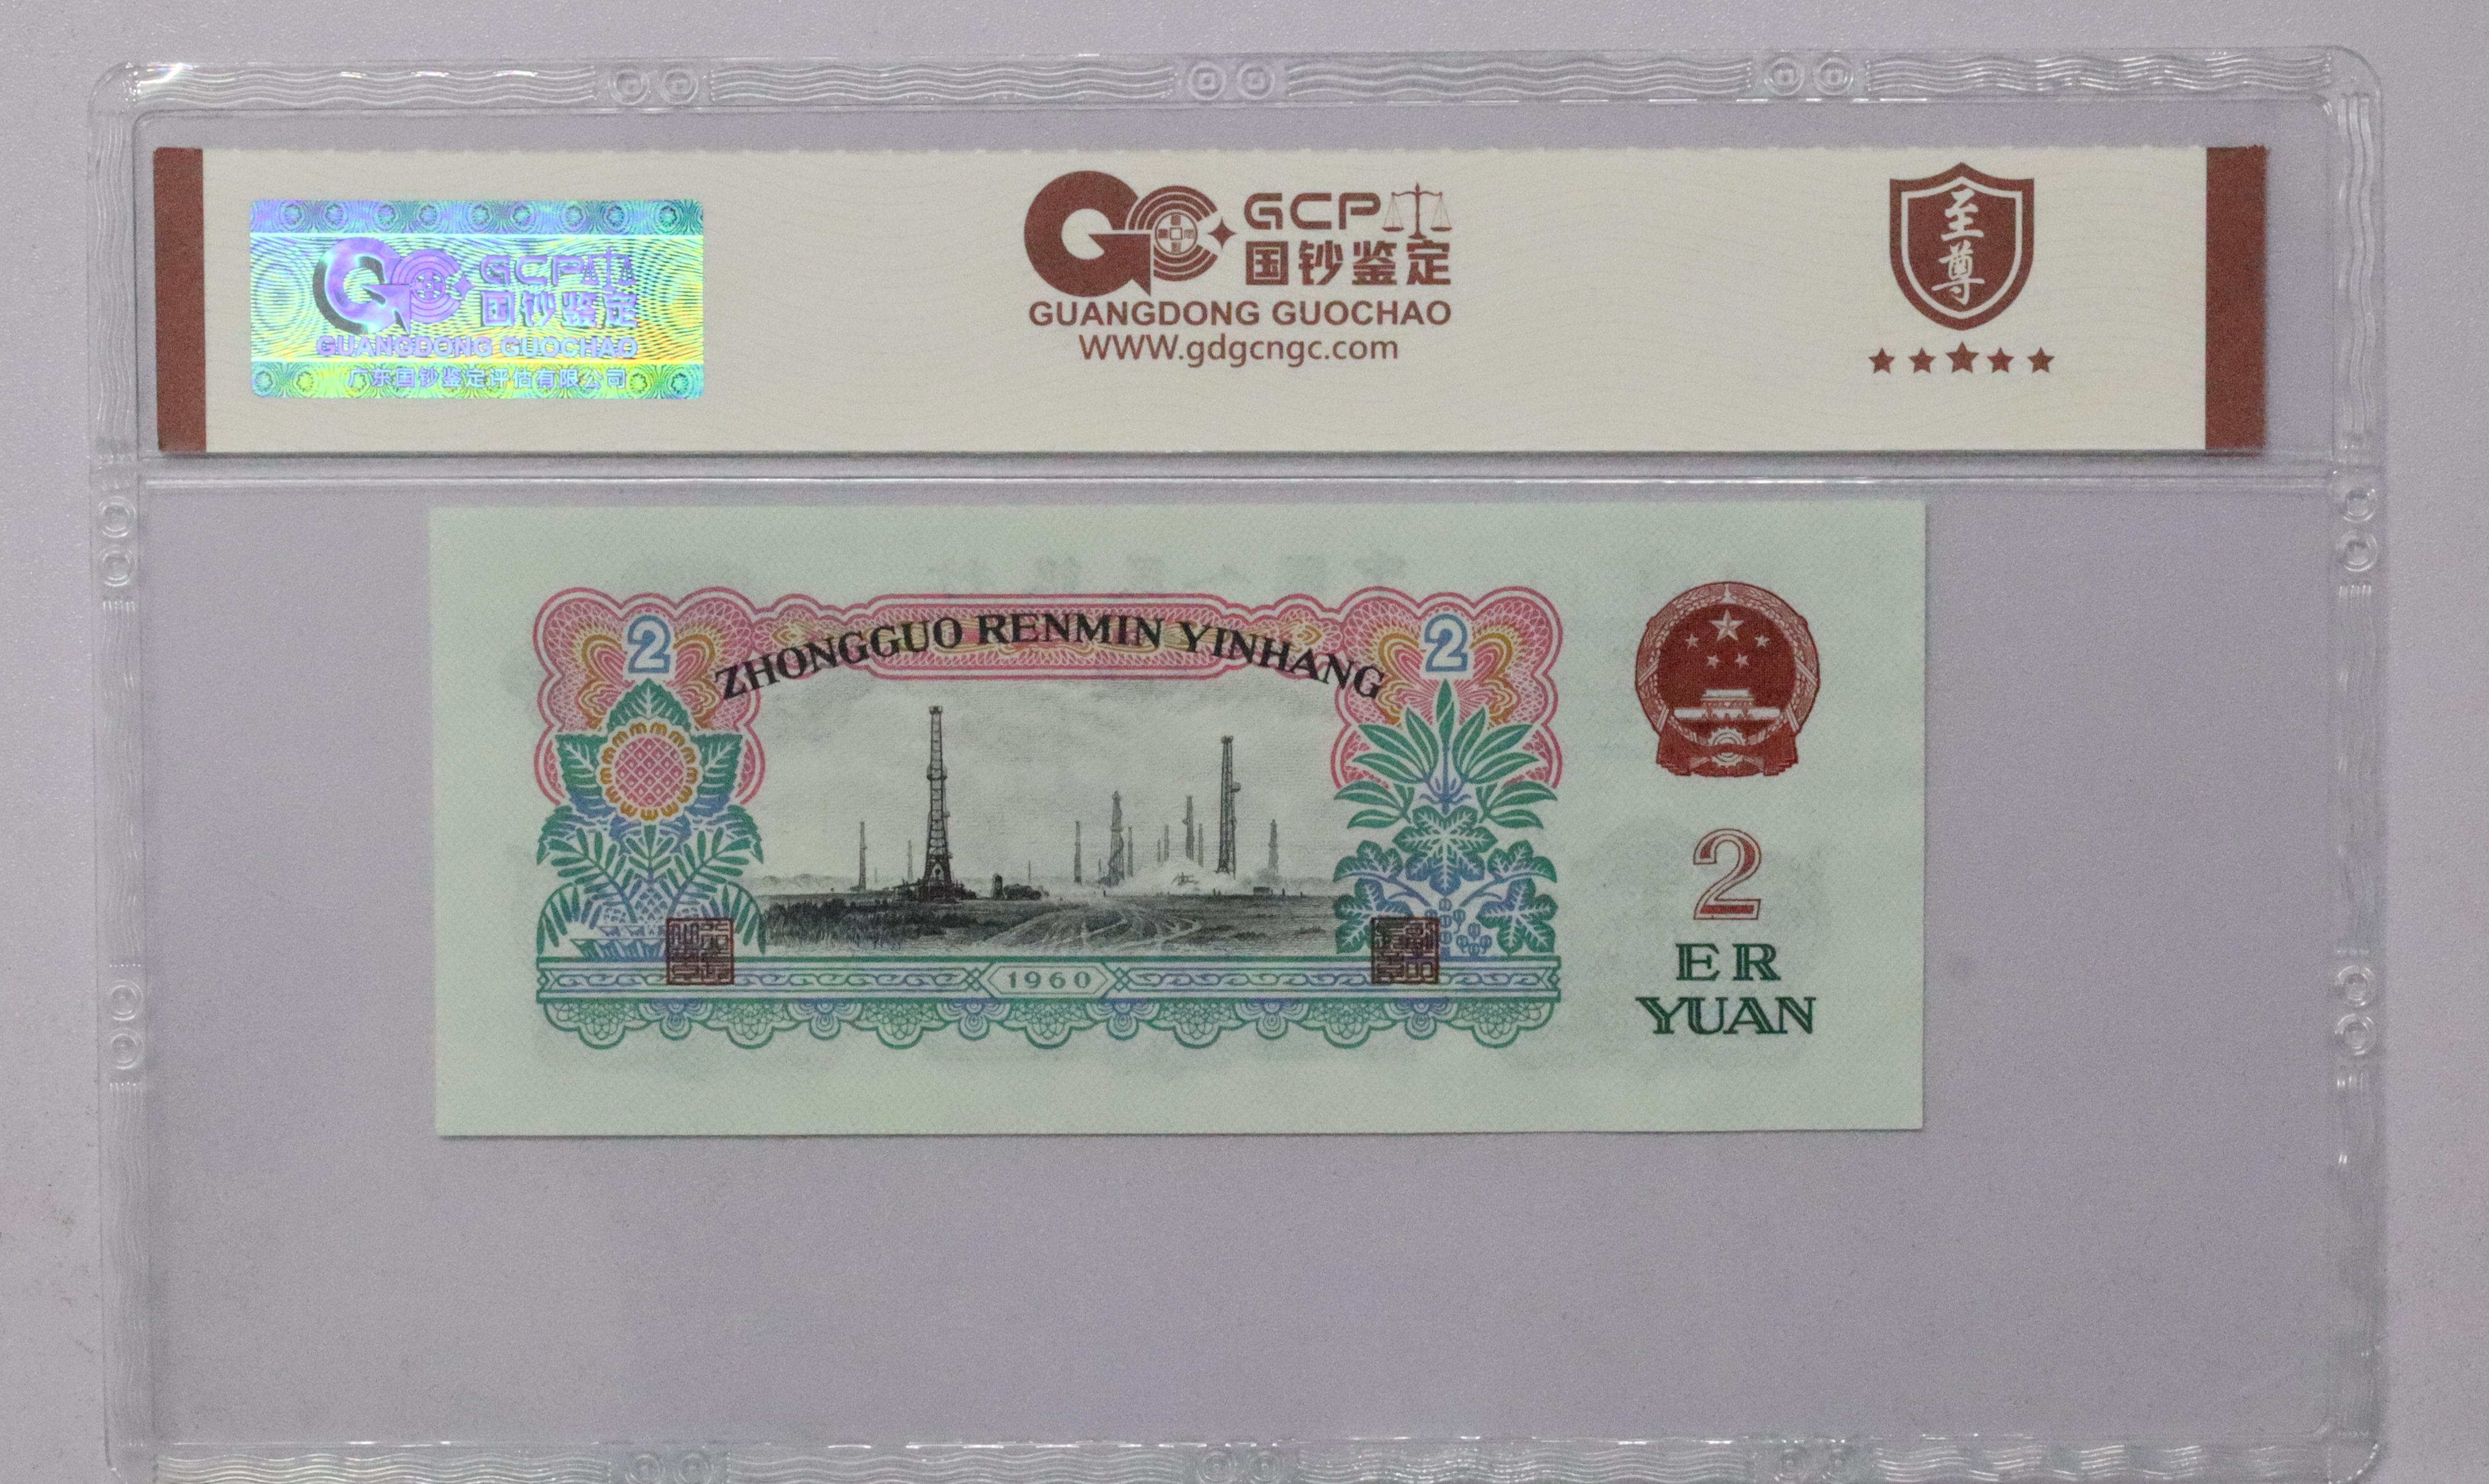 GCP
国钞鉴定
GUANGDONG GUOCHAO
广东国钞鉴定评估有限公司
GCP
国钞鉴定
GUANGDONG GUOCHAO
www.gdgcngc.com
至尊
2
ZHONGGUO RENMIN YINHANG
2
1960
2
ER
YUAN